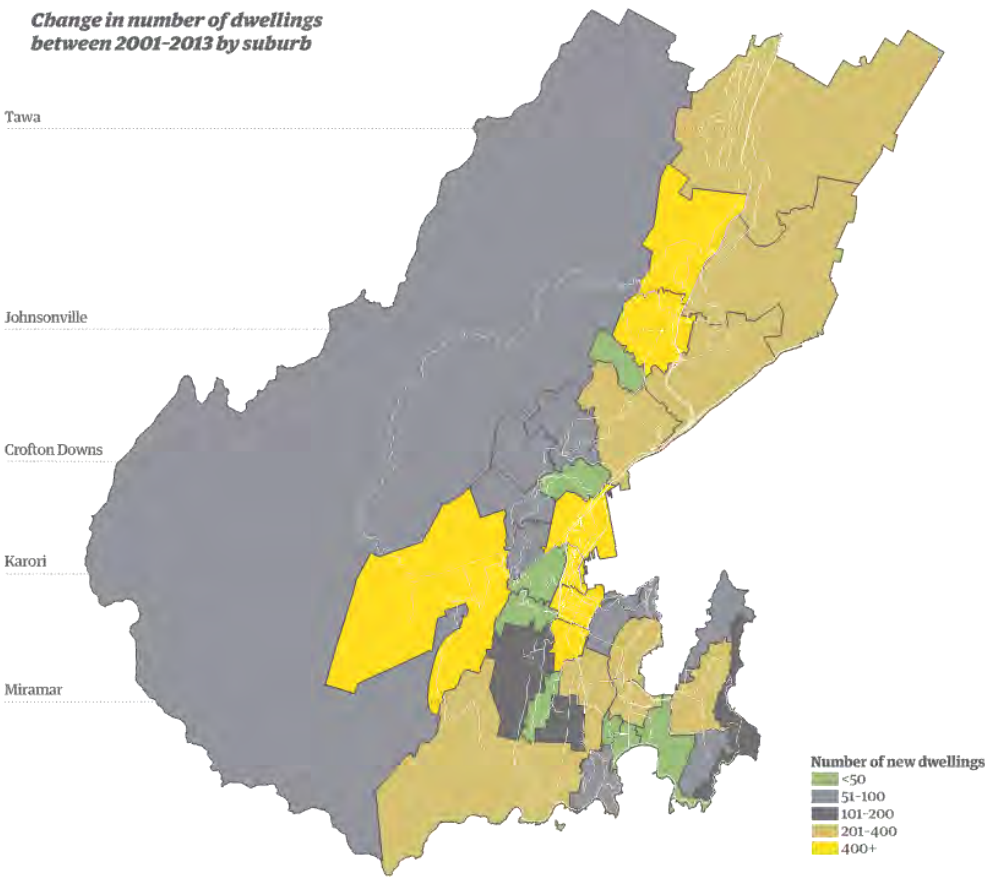 Change in number of dwellings
between 2001-2013 by suburb
Tawa
Johnsonville
Crofton Downs
Karori
Miramar
Number of new dwellings
<50
51-100
101-200
201-400
400+